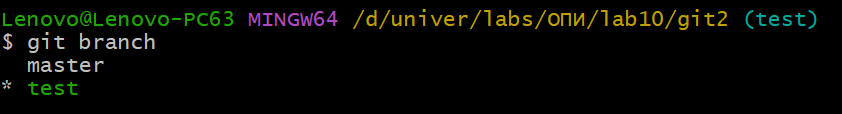 Lenovo@Lenovo-PC63 MINGW64 /d/univer/labs/ОПИ/lab10/git2 (test)
$ git branch
  master
* test